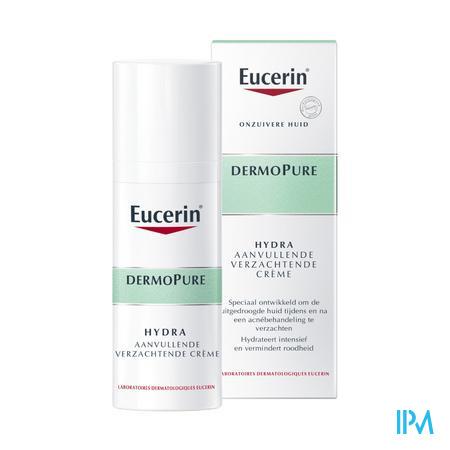 Eucerin®
ONZUIVERE HUID
DERMOPURE
HYDRA
AANVULLENDE
VERZACHTENDE
CRÈME
Speciaal ontwikkeld om de
uitgedroogde huid tijdens en na
een acnébehandeling te
verzachten
Hydrateert intensief
en vermindert roodheid
LABORATOIRES DERMATOLOGIQUES EUCERIN
Eucerin®
DERMOPURE
HYDRA
AANVULLENDE
VERZACHTENDE CRÈME
LABORATOIRES DERMATOLOGIQUES EUCERIN
IPM